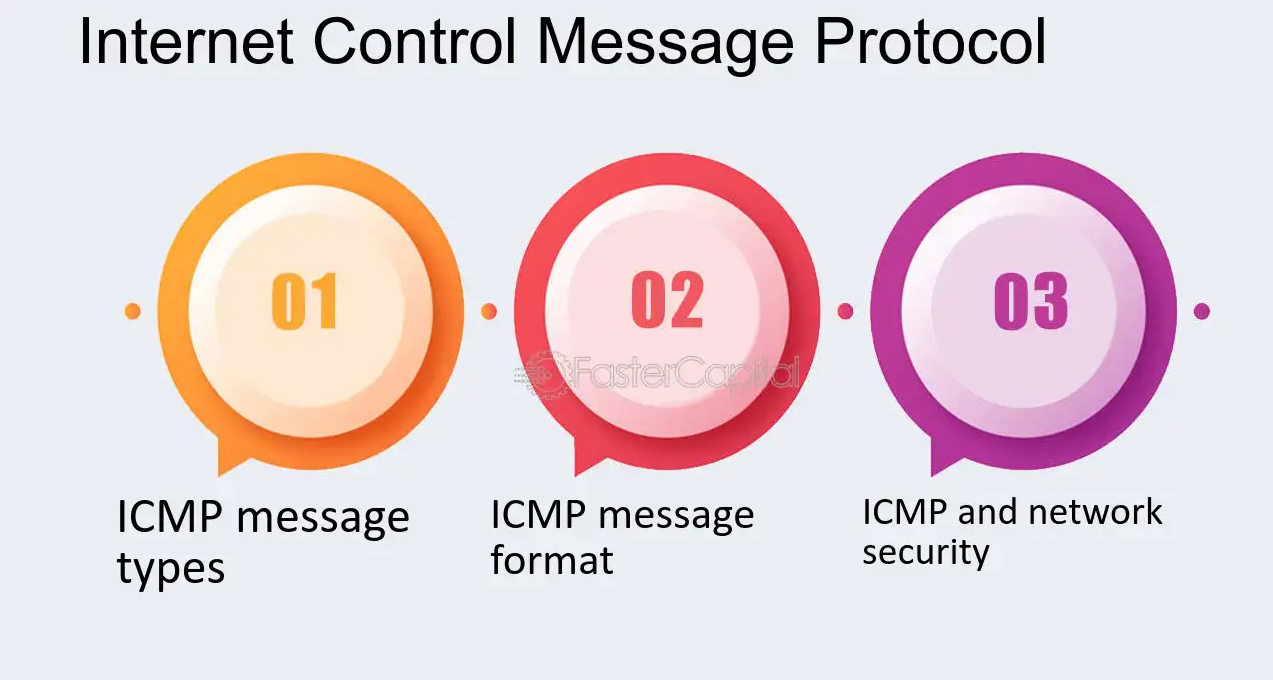 Internet Control Message Protocol
01
02
03
FasterCapital
ICMP message
types
ICMP message
format
ICMP and network
security